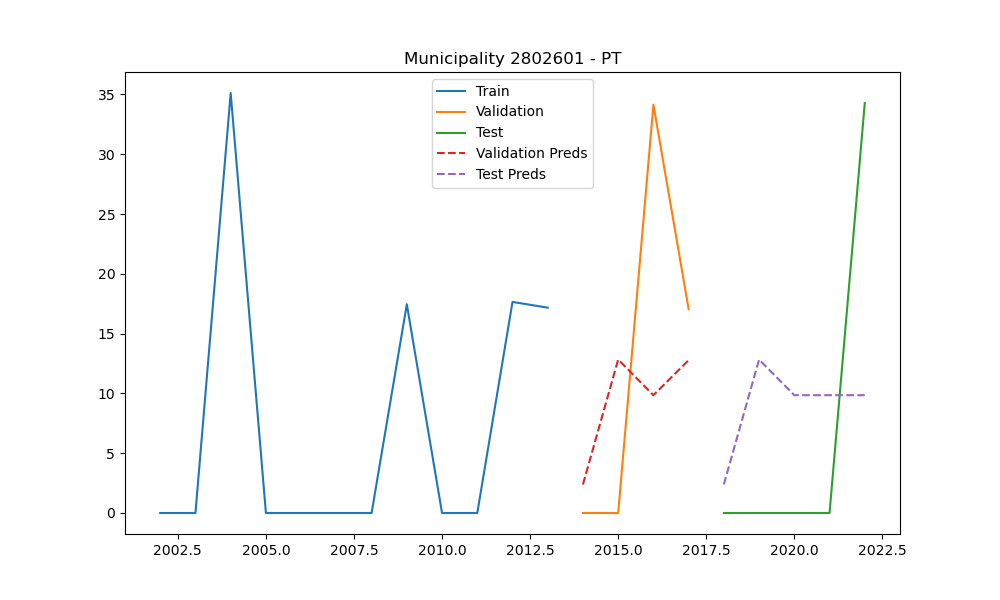 Municipality 2802601 - PT
Train
Validation
Test
Validation Preds
Test Preds
35
30
25
20
15
10
5
0
2002.5 2005.0 2007.5 2010.0 2012.5 2015.0 2017.5 2020.0 2022.5